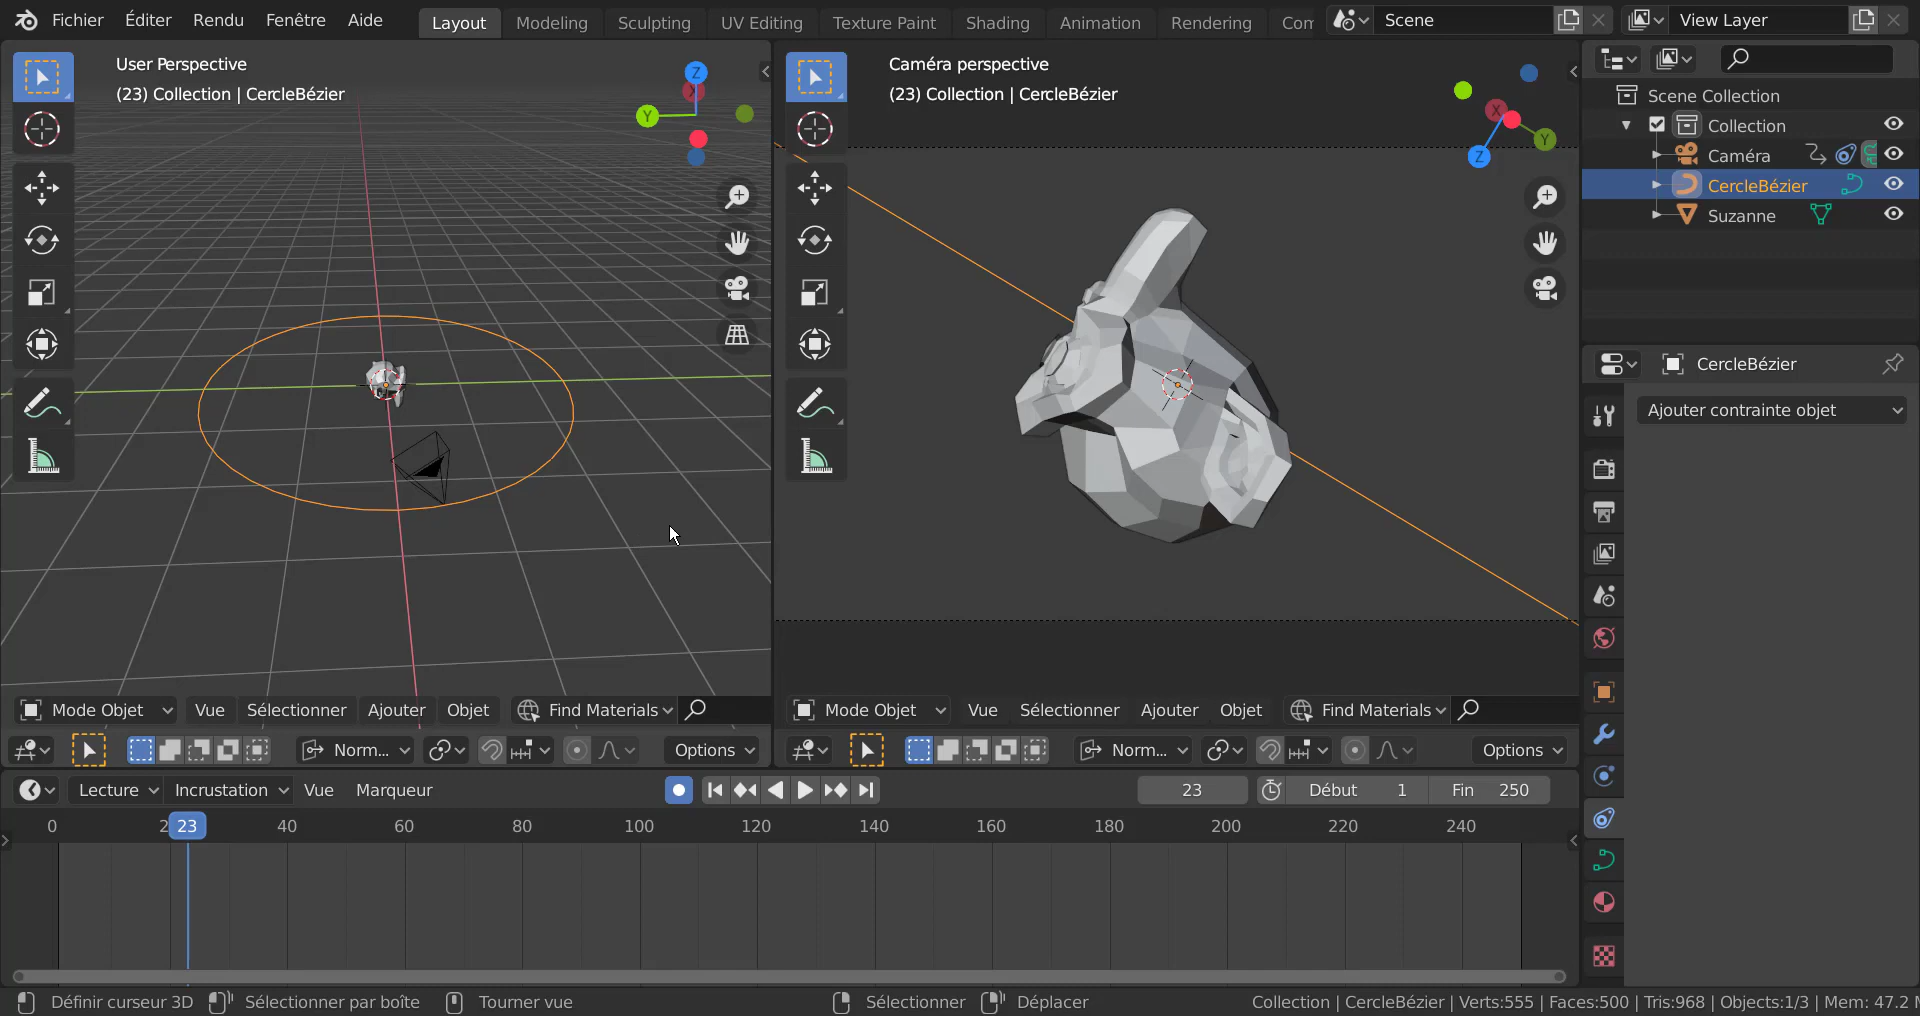 Fichier Éditer Rendu Fenêtre Aide Layout Modeling Sculpting UV Editing Texture Paint Shading Animation Rendering Com Scene View Layer
User Perspective
(23) Collection | CercleBézier
Z
X
Y
Mode Objet Vue Sélectionner Ajouter Objet Find Materials
Norm... Options
Caméra perspective
(23) Collection | CercleBézier
X
Y
Z
Mode Objet Vue Sélectionner Ajouter Objet Find Materials
Norm... Options
Scene Collection
Collection
Caméra
CercleBézier
Suzanne
CercleBézier
Ajouter contrainte objet
Lecture Incrustation Vue Marqueur 23 Début 1 Fin 250
0 2 23 40 60 80 100 120 140 160 180 200 220 240
Définir curseur 3D Sélectionner par boîte Tourner vue Sélectionner Déplacer Collection | CercleBézier | Verts:555 | Faces:500 | Tris:968 | Objects:1/3 | Mem: 47.2 M